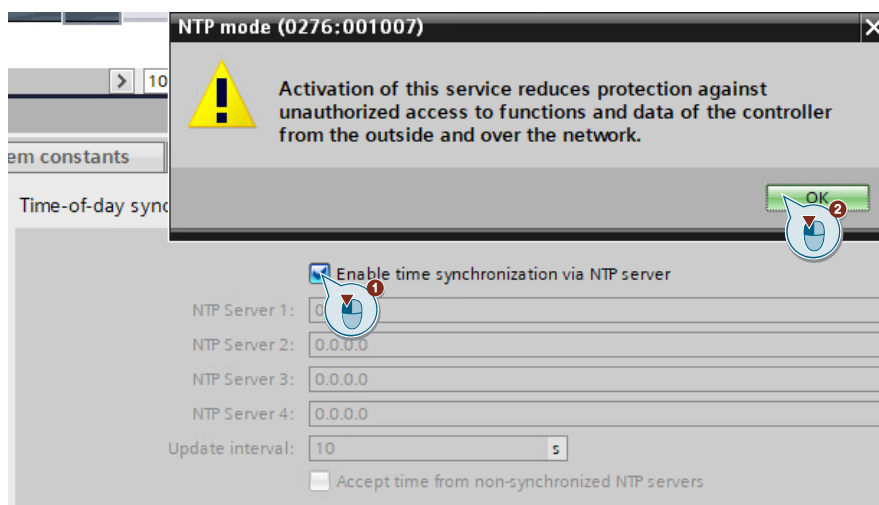 NTP mode (0276:001007)
10
Activation of this service reduces protection against
unauthorized access to functions and data of the controller
from the outside and over the network.
em constants
OK
2
Time-of-day sync
Enable time synchronization via NTP server
1
NTP Server 1: 0
NTP Server 2: 0.0.0.0
NTP Server 3: 0.0.0.0
NTP Server 4: 0.0.0.0
Update interval: 10 s
Accept time from non-synchronized NTP servers